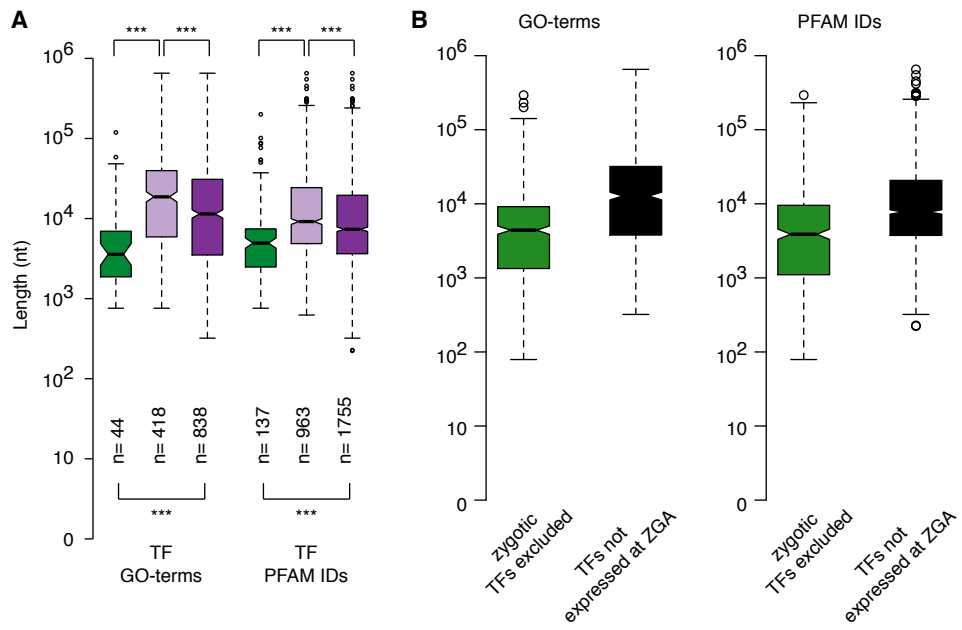 A
***
***
***
***
10^6
10^5
10^4
10^3
10^2
10
0
Length (nt)
n= 44
n= 418
n= 838
n= 137
n= 963
n= 1755
***
***
TF
GO-terms
TF
PFAM IDs
B
GO-terms
10^6
10^5
10^4
10^3
10^2
10
0
zygotic
TFs excluded
TFs not
expressed at ZGA
PFAM IDs
10^6
10^5
10^4
10^3
10^2
10
0
zygotic
TFs excluded
TFs not
expressed at ZGA